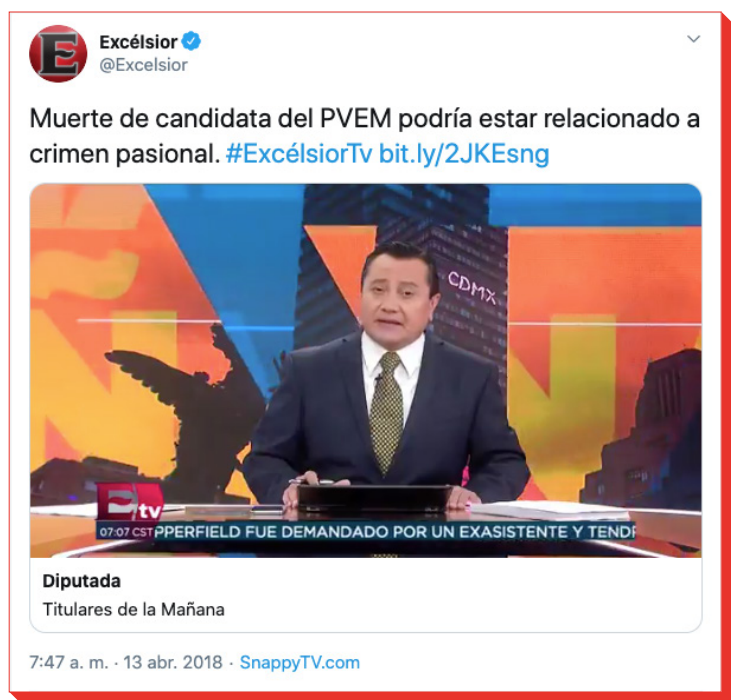 Excélsior
@Excelsior
Muerte de candidata del PVEM podría estar relacionado a
crimen pasional. #ExcélsiorTv bit.ly/2JKEsng
CDMX
E tv
07:07 CST PPERFIELD FUE DEMANDADO POR UN EXASISTENTE Y TENDR
Diputada
Titulares de la Mañana
7:47 a. m. · 13 abr. 2018 · SnappyTV.com